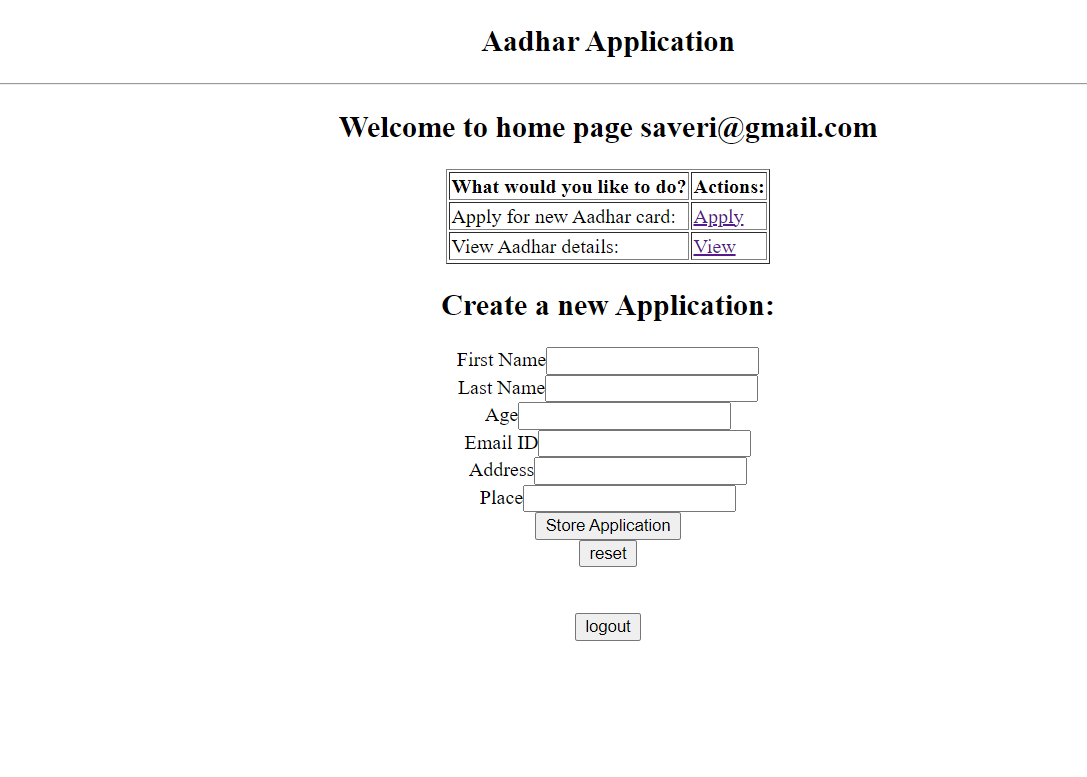 Aadhar Application
Welcome to home page saveri@gmail.com
What would you like to do? Actions:
Apply for new Aadhar card: Apply
View Aadhar details: View
Create a new Application:
First Name
Last Name
Age
Email ID
Address
Place
Store Application
reset
logout